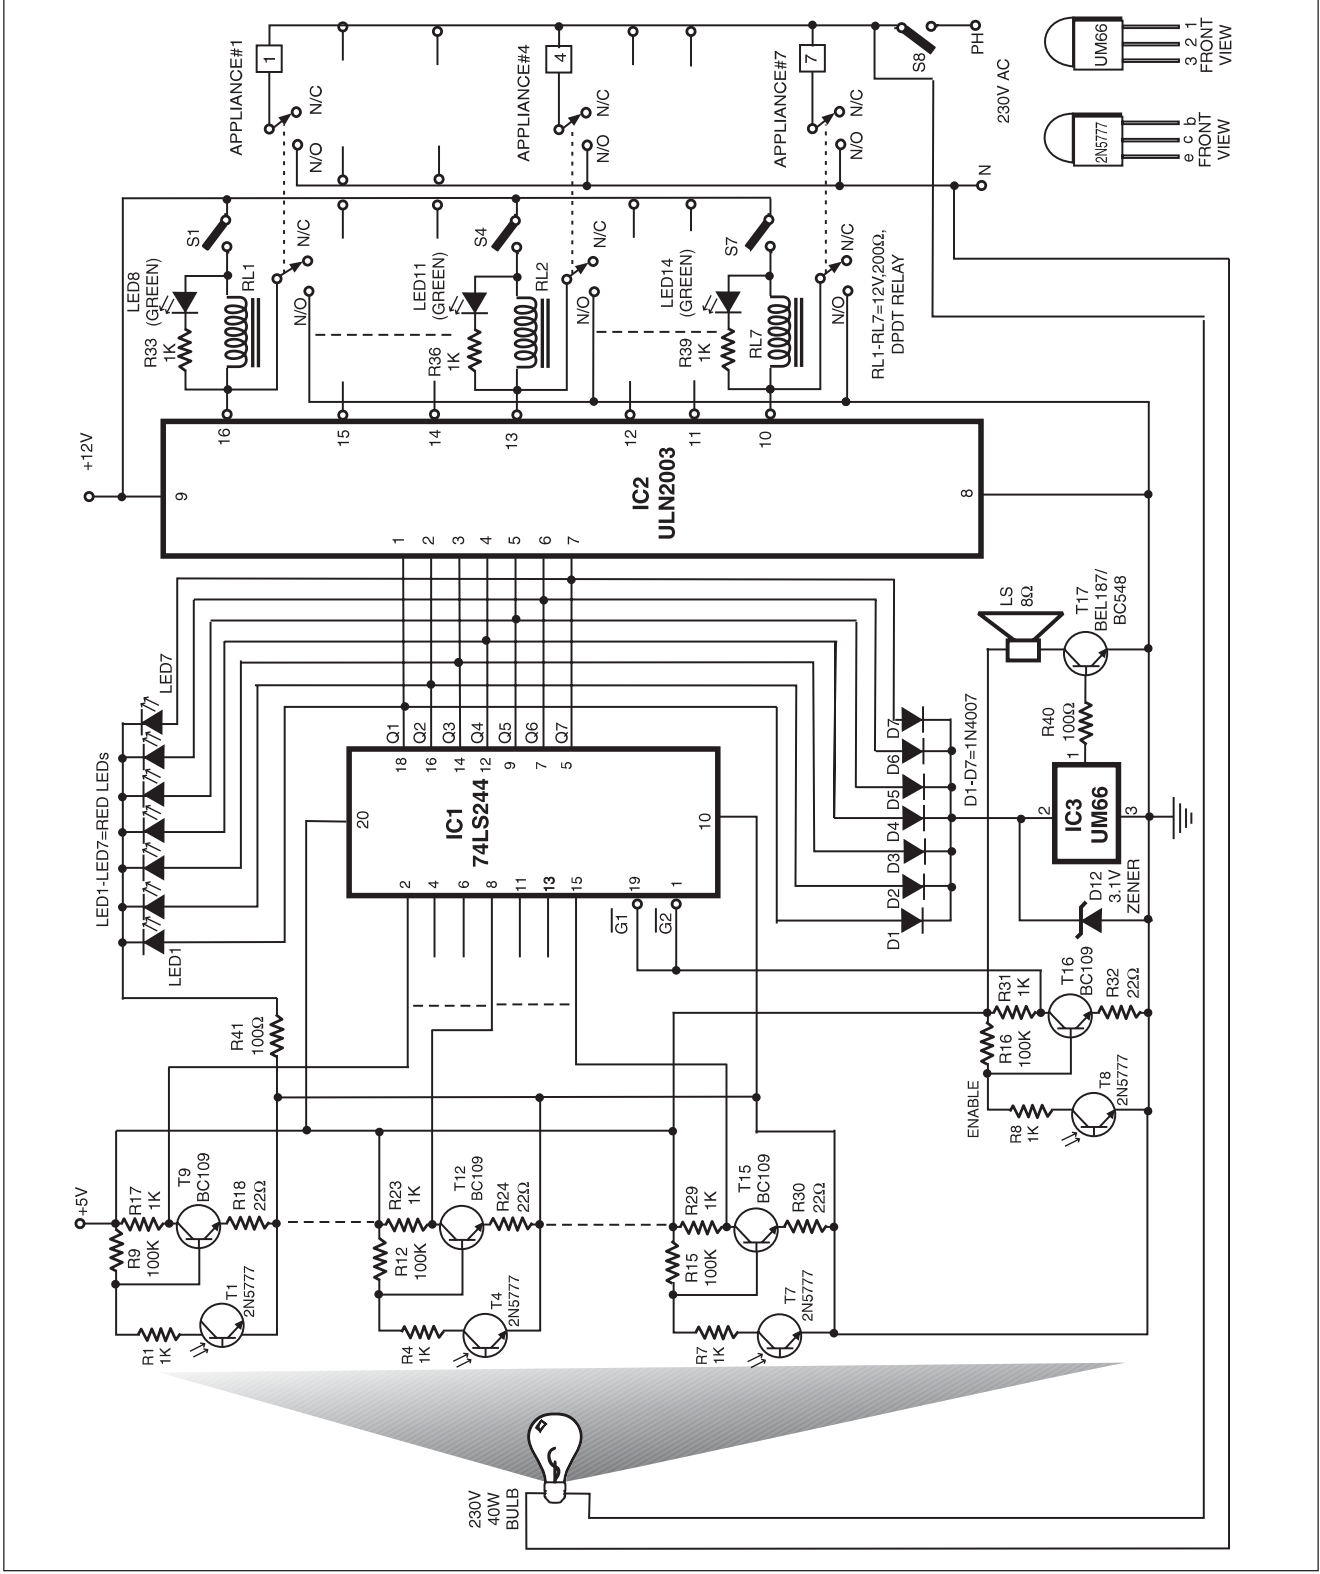 APPLIANCE#1
1
N/C
N/O
APPLIANCE#4
4
N/C
N/O
APPLIANCE#7
7
N/C
N/O
S8
PH
230V AC
N
UM66
3 2 1
FRONT
VIEW
2N5777
e c b
FRONT
VIEW
S1
LED8
(GREEN)
R33
1K
RL1
N/C
N/O
S4
LED11
(GREEN)
R36
1K
RL2
N/C
N/O
S7
LED14
(GREEN)
R39
1K
RL7
N/C
N/O
RL1-RL7=12V,200Ω,
DPDT RELAY
+12V
16
15
14
13
12
11
10
9
8
IC2
ULN2003
1
2
3
4
5
6
7
LED7
LED1-LED7=RED LEDs
LED1
Q1
Q2
Q3
Q4
Q5
Q6
Q7
18
16
14
12
9
7
5
20
10
IC1
74LS244
2
4
6
8
11
13
15
19
1
G1
G2
D7
D6
D5
D4
D3
D2
D1
D1-D7=1N4007
LS
8Ω
T17
BEL187/
BC548
R40
100Ω
1
2
3
IC3
UM66
D12
3.1V
ZENER
R41
100Ω
R31
1K
T16
BC109
R32
22Ω
R16
100K
ENABLE
R8
1K
T8
2N5777
+5V
R17
1K
T9
BC109
R18
22Ω
R9
100K
T1
2N5777
R1
1K
R23
1K
T12
BC109
R24
22Ω
R12
100K
T4
2N5777
R4
1K
R29
1K
T15
BC109
R30
22Ω
R15
100K
T7
2N5777
R7
1K
230V
40W
BULB